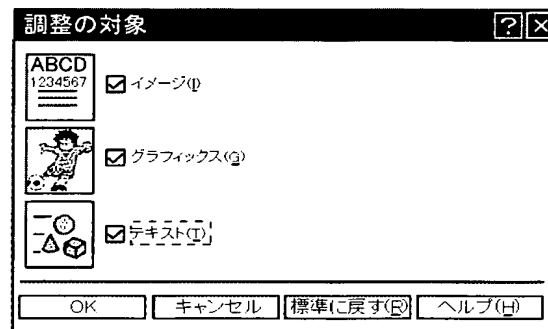 調整の対象 ? ×
ABCD
1234567
イメージ(I)
グラフィックス(G)
テキスト(T)
OK キャンセル 標準に戻す(R) ヘルプ(H)